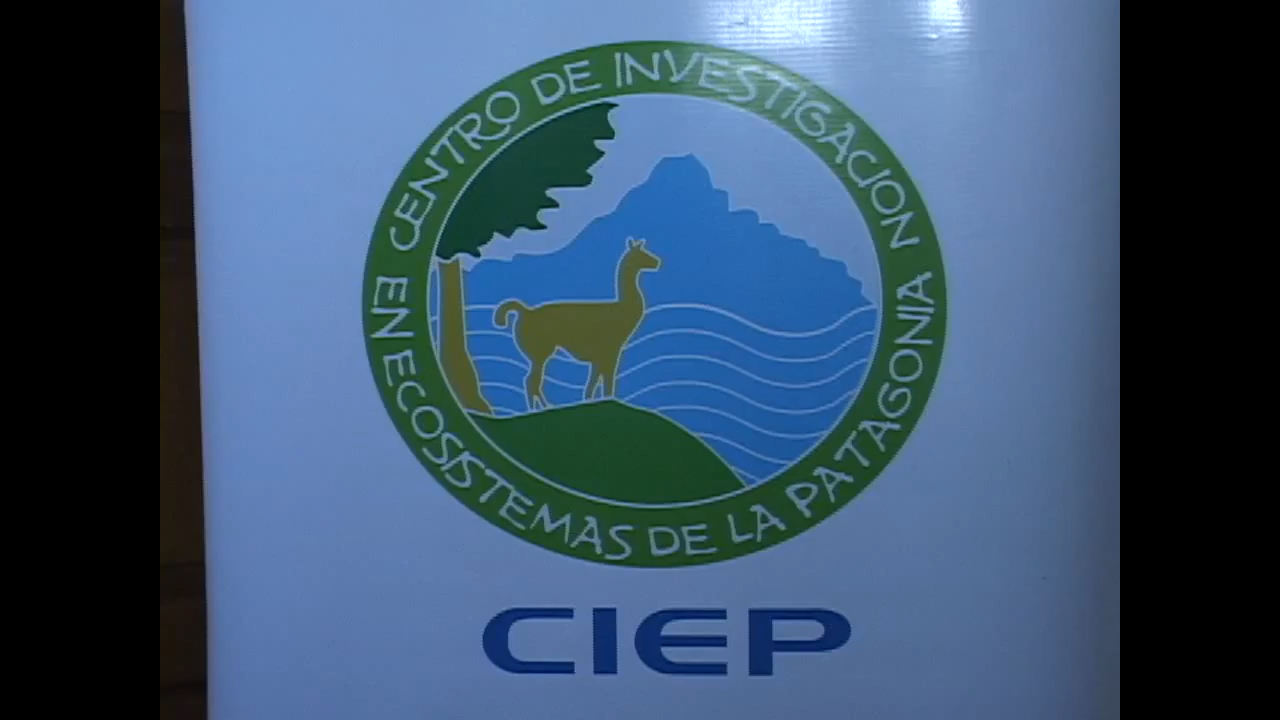 CENTRO DE INVESTIGACION
EN ECOSISTEMAS DE LA PATAGONIA
CIEP